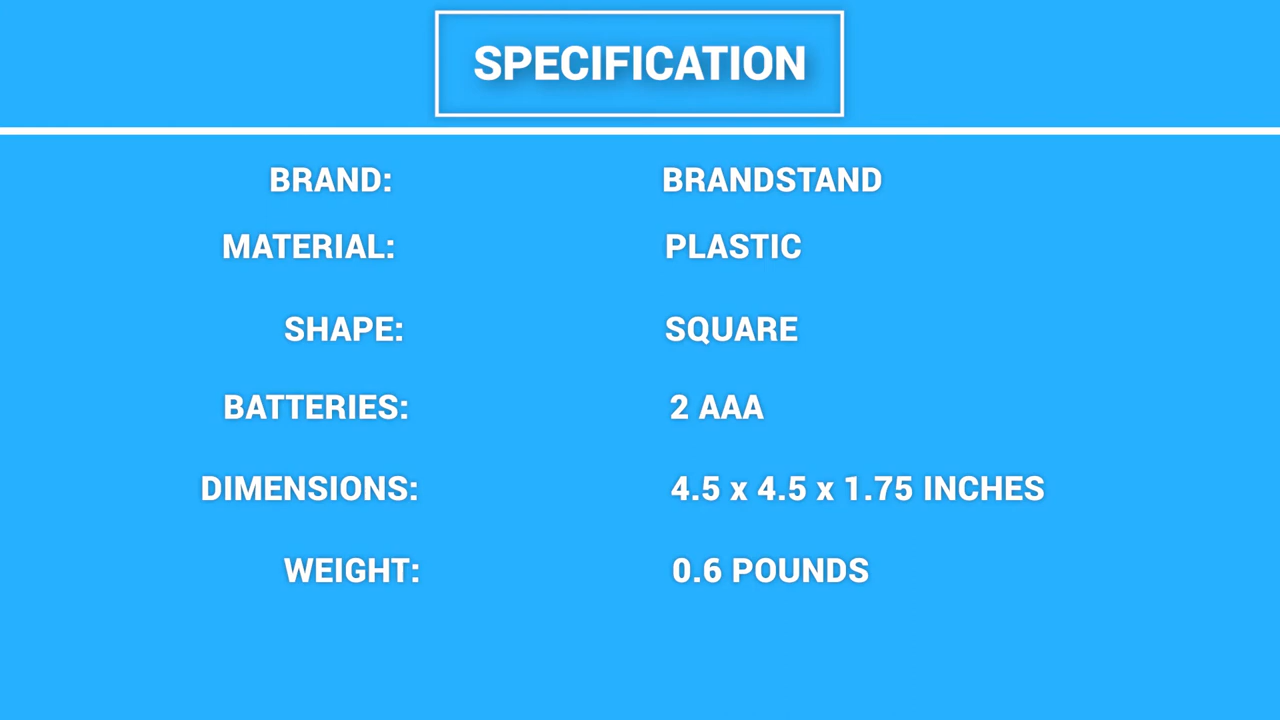 SPECIFICATION
BRAND: BRANDSTAND
MATERIAL: PLASTIC
SHAPE: SQUARE
BATTERIES: 2 AAA
DIMENSIONS: 4.5 x 4.5 x 1.75 INCHES
WEIGHT: 0.6 POUNDS